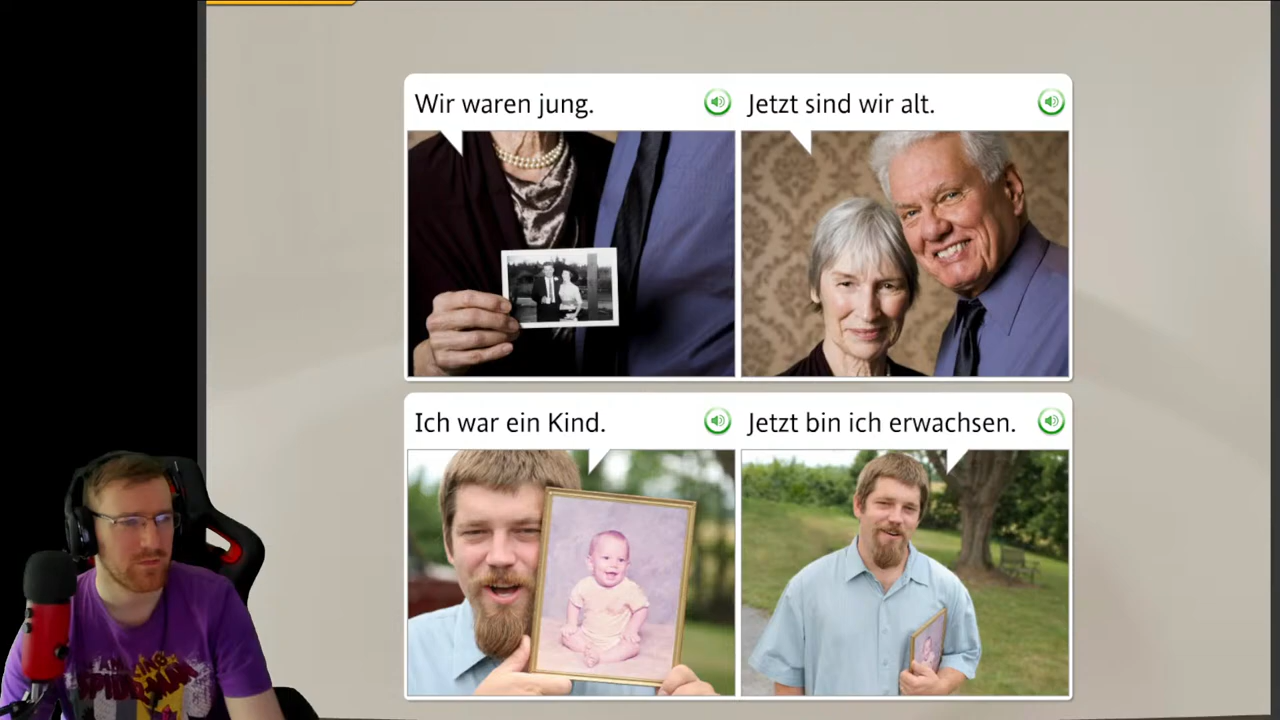 Wir waren jung.
Jetzt sind wir alt.
Ich war ein Kind.
Jetzt bin ich erwachsen.